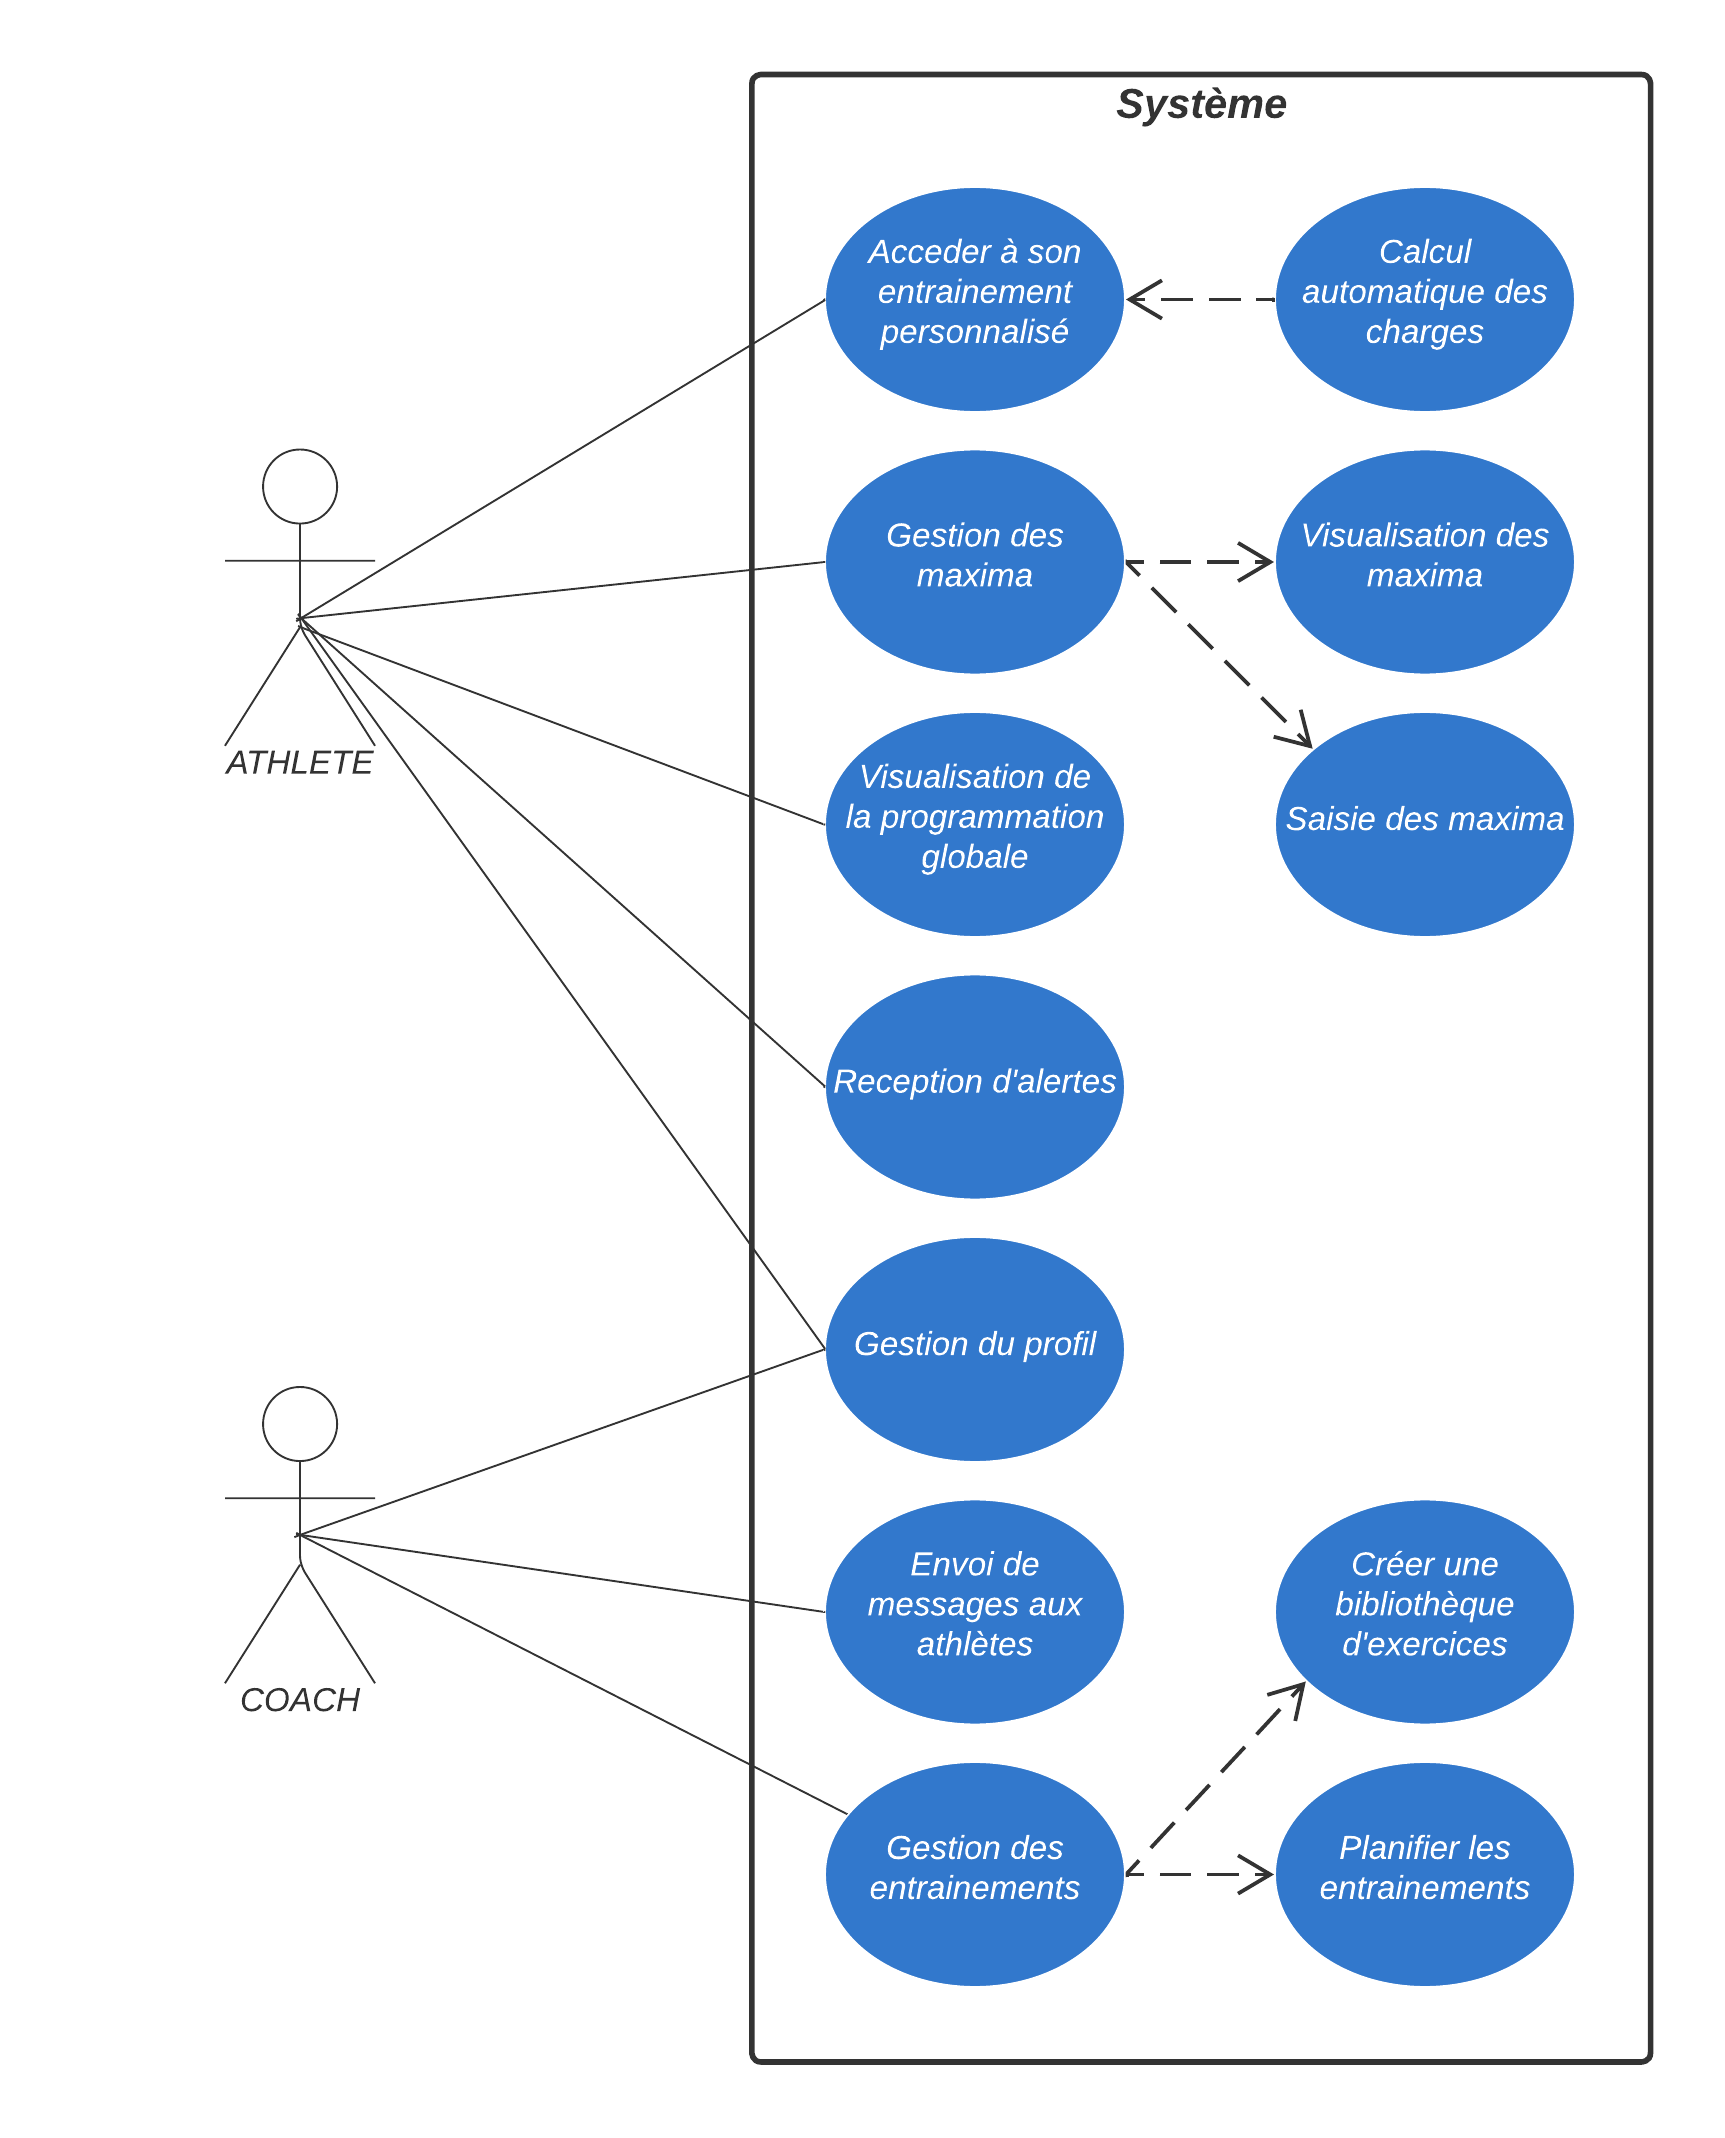 Système
Acceder à son
entrainement
personnalisé
Calcul
automatique des
charges
Gestion des
maxima
Visualisation des
maxima
ATHLETE
Visualisation de
la programmation
globale
Saisie des maxima
Reception d'alertes
Gestion du profil
COACH
Envoi de
messages aux
athlètes
Créer une
bibliothèque
d'exercices
Gestion des
entrainements
Planifier les
entrainements